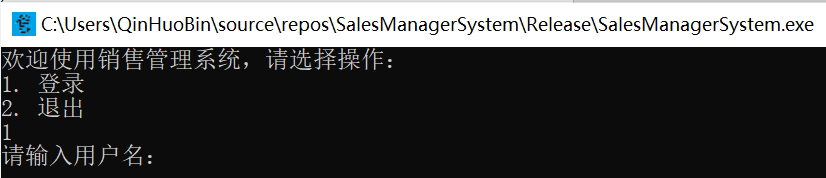 C:\Users\QinHuoBin\source\repos\SalesManagerSystem\Release\SalesManagerSystem.exe
欢迎使用销售管理系统，请选择操作：
1. 登录
2. 退出
1
请输入用户名：